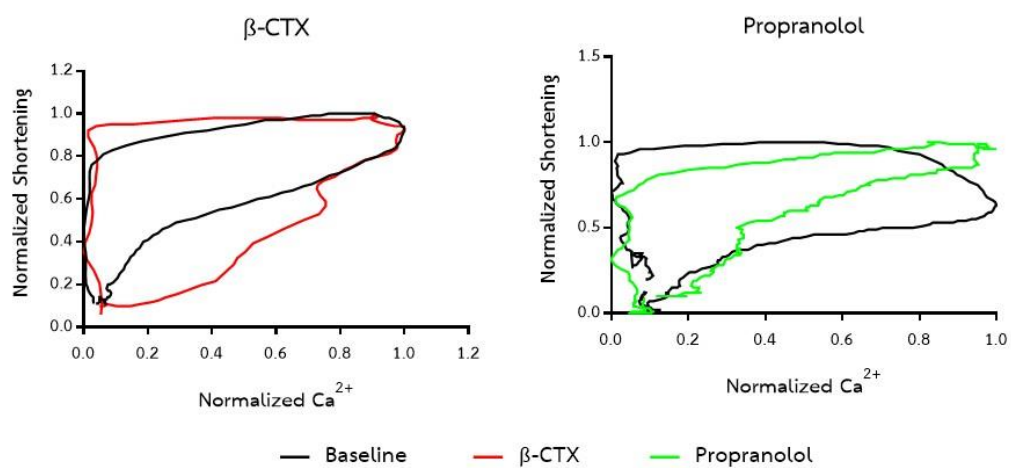 ß-CTX
Normalized Shortening
1.2
1.0
0.8
0.6
0.4
0.2
0.0
0.0 0.2 0.4 0.6 0.8 1.0 1.2
Normalized Ca²⁺
Propranolol
Normalized Shortening
1.5
1.0
0.5
0.0
0.0 0.2 0.4 0.6 0.8 1.0
Normalized Ca²⁺
Baseline ß-CTX Propranolol